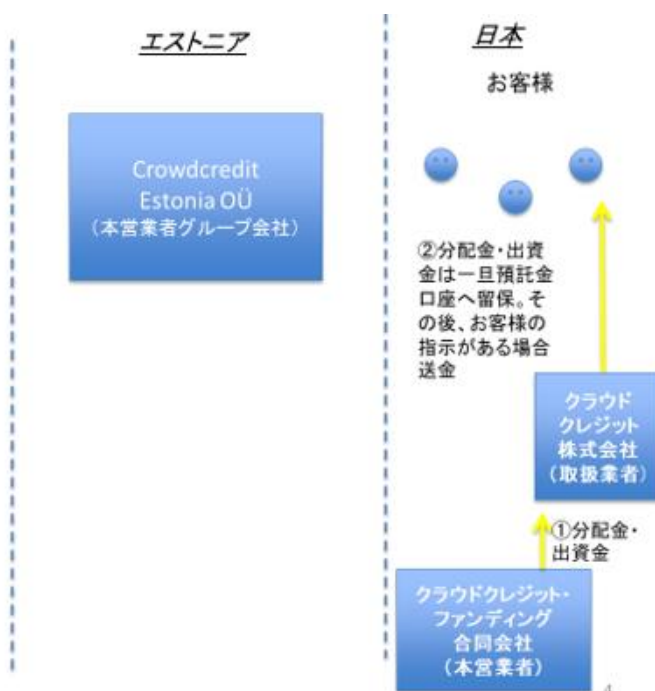 エストニア
Crowdcredit
Estonia OÜ
(本営業者グループ会社)
日本
お客様
②分配金・出資
金は一旦預託金
口座へ留保。そ
の後、お客様の
指示がある場合
送金
クラウド
クレジット
株式会社
(取扱業者)
①分配金・
出資金
クラウドクレジット・
ファンディング
合同会社
(本営業者)
4